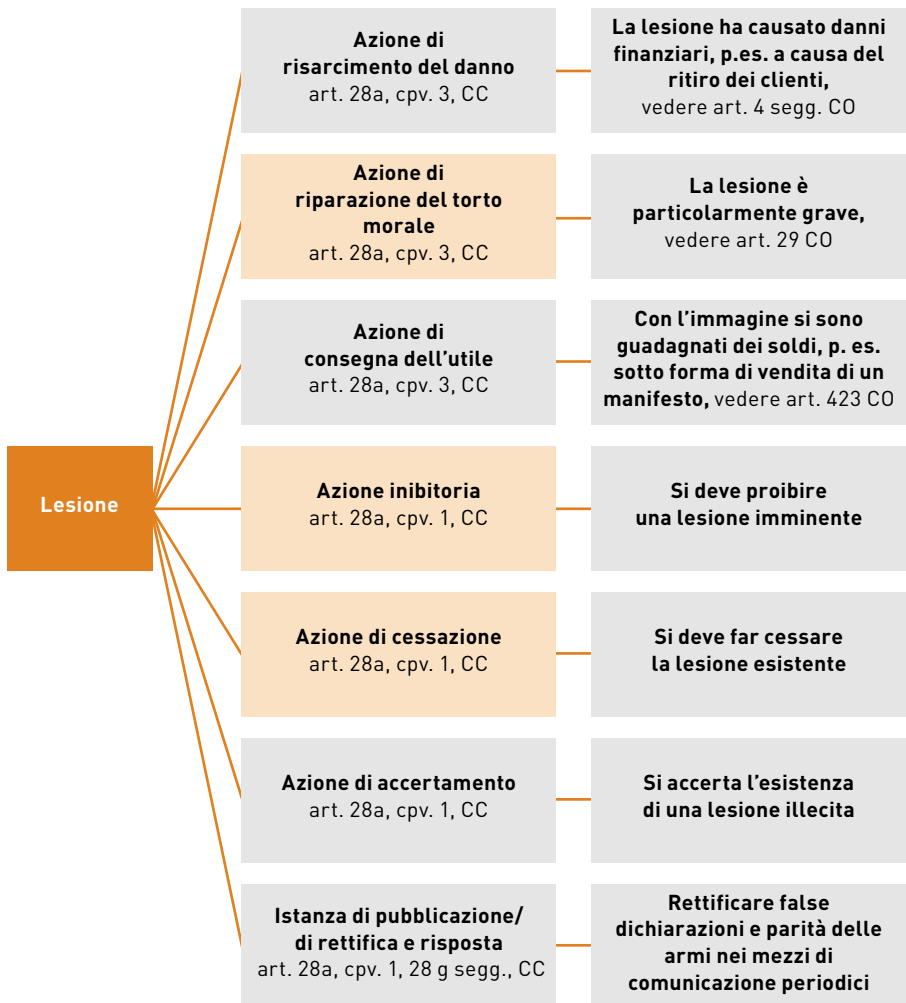 Azione di
risarcimento del danno
art. 28a, cpv. 3, CC
La lesione ha causato danni
finanziari, p.es. a causa del
ritiro dei clienti,
vedere art. 4 segg. CO
Azione di
riparazione del torto
morale
art. 28a, cpv. 3, CC
La lesione è
particolarmente grave,
vedere art. 29 CO
Azione di
consegna dell'utile
art. 28a, cpv. 3, CC
Con l'immagine si sono
guadagnati dei soldi, p. es.
sotto forma di vendita di un
manifesto, vedere art. 423 CO
Lesione
Azione inibitoria
art. 28a, cpv. 1, CC
Si deve proibire
una lesione imminente
Azione di cessazione
art. 28a, cpv. 1, CC
Si deve far cessare
la lesione esistente
Azione di accertamento
art. 28a, cpv. 1, CC
Si accerta l'esistenza
di una lesione illecita
Istanza di pubblicazione/
di rettifica e risposta
art. 28a, cpv. 1, 28 g segg., CC
Rettificare false
dichiarazioni e parità delle
armi nei mezzi di
comunicazione periodici